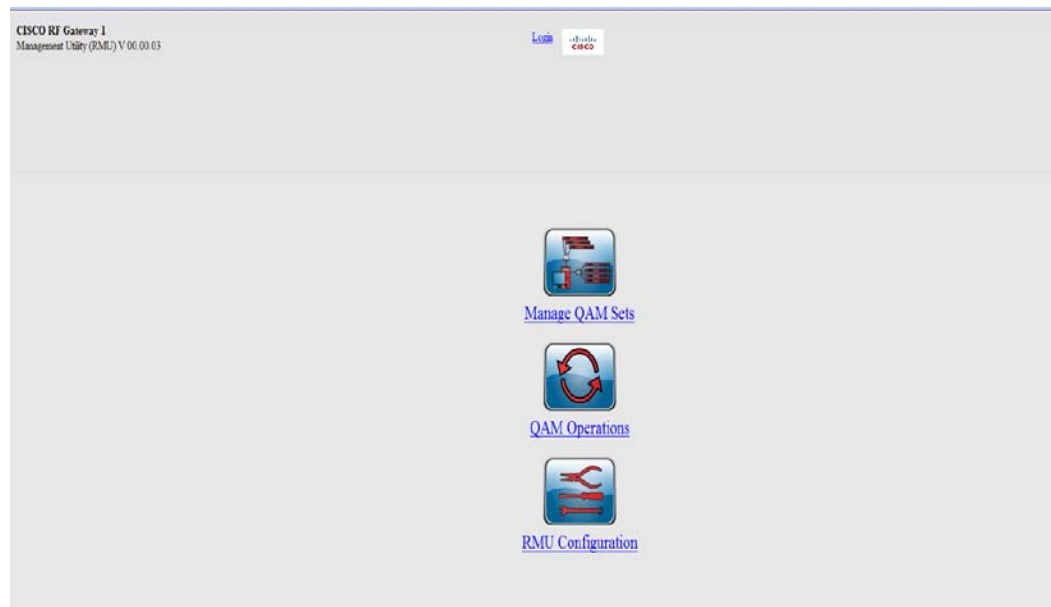 CISCO RF Gateway 1
Management Utility (RMU) V 00.00.03
Login
CISCO
Manage QAM Sets
QAM Operations
RMU Configuration